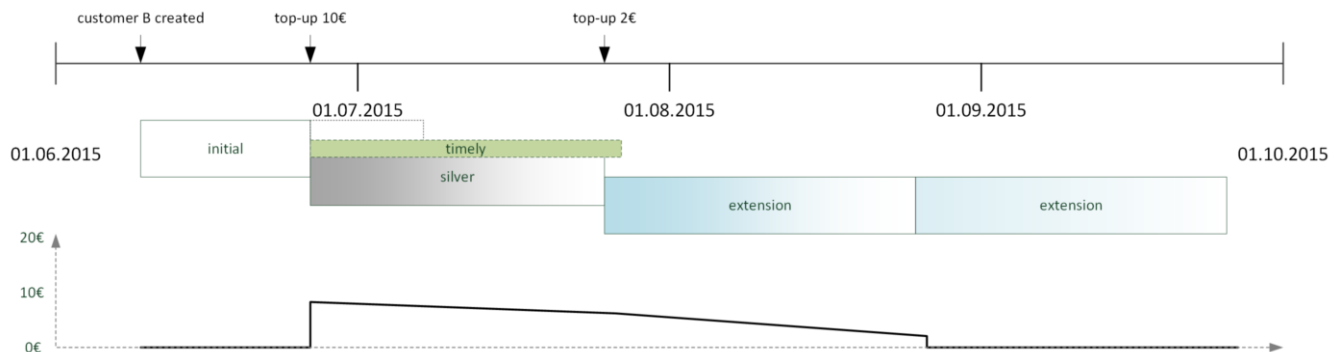 customer B created
top-up 10€
top-up 2€
01.07.2015
01.08.2015
01.09.2015
01.06.2015
01.10.2015
initial
timely
silver
extension
extension
20€
10€
0€